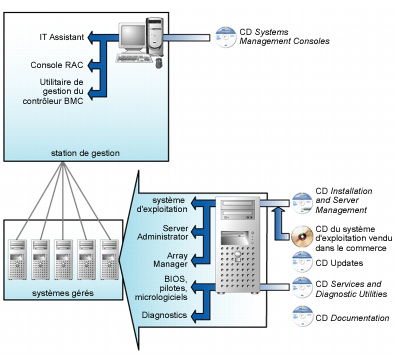 IT Assistant
CD Systems
Management Consoles
Console RAC
Utilitaire de
gestion du
contrôleur BMC
station de gestion
système
d'exploitation
Server
Administrator
Array
Manager
BIOS,
pilotes,
micrologiciels
Diagnostics
systèmes gérés
CD Installation
and Server
Management
CD du système
d'exploitation vendu
dans le commerce
CD Updates
CD Services and
Diagnostic Utilities
CD Documentation